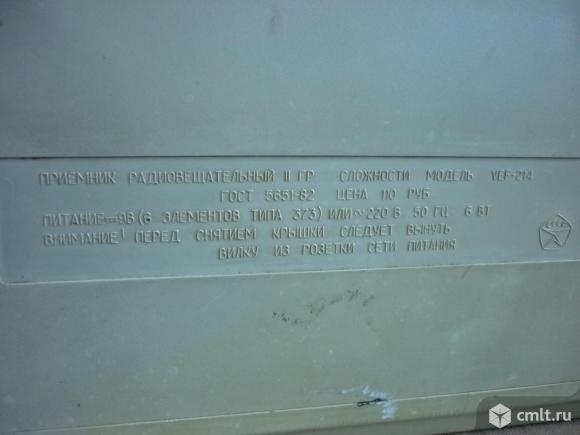 ПРИЕМНИК РАДИОВЕЩАТЕЛЬНЫЙ II ГР СЛОЖНОСТИ МОДЕЛЬ VEF-214
ГОСТ 5651-82 ЦЕНА 110 РУБ
ПИТАНИЕ=9В (6 ЭЛЕМЕНТОВ ТИПА 373) ИЛИ ~220 В 50 ГЦ 6 ВТ
ВНИМАНИЕ! ПЕРЕД СНЯТИЕМ КРЫШКИ СЛЕДУЕТ ВЫНУТЬ
ВИЛКУ ИЗ РОЗЕТКИ СЕТИ ПИТАНИЯ
СССР
cmlt.ru